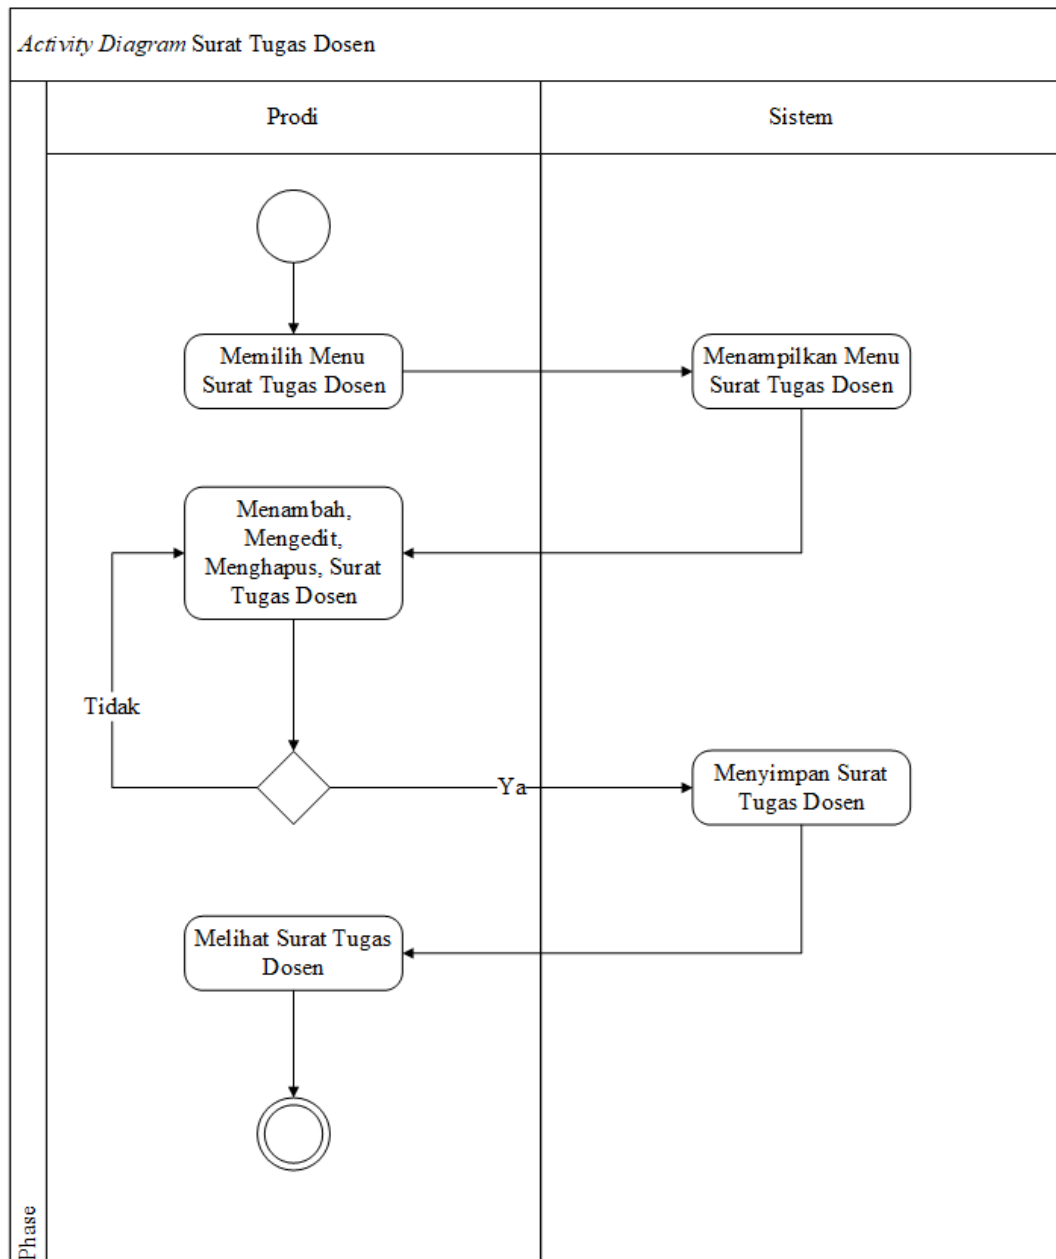 Activity Diagram Surat Tugas Dosen
Prodi
Sistem
Memilih Menu
Surat Tugas Dosen
Menampilkan Menu
Surat Tugas Dosen
Menambah,
Mengedit,
Menghapus, Surat
Tugas Dosen
Tidak
Ya
Menyimpan Surat
Tugas Dosen
Melihat Surat Tugas
Dosen
Phase